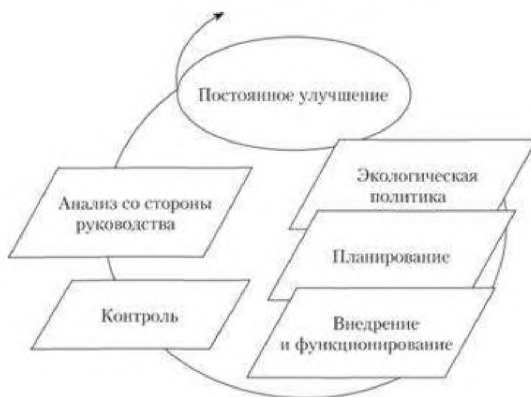 Постоянное улучшение
Экологическая
политика
Планирование
Внедрение
и функционирование
Контроль
Анализ со стороны
руководства